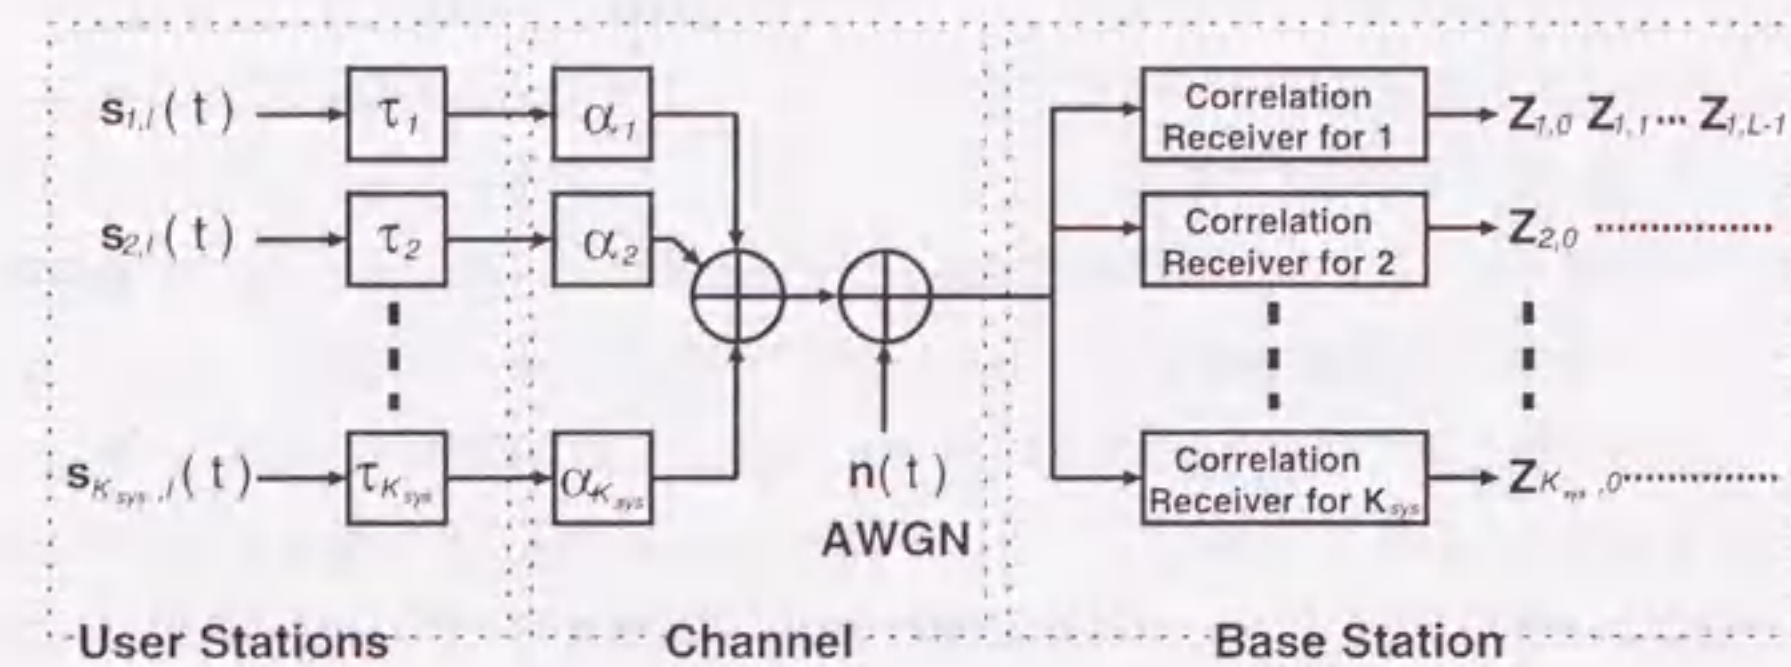 s1,l(t) τ1 α1 Correlation Receiver for 1 Z1,0 Z1,1 ... Z1,L-1
s2,l(t) τ2 α2 Correlation Receiver for 2 Z2,0
sKsys,l(t) τKsys αKsys n(t) Correlation Receiver for Ksys ZKsys,0
AWGN
User Stations Channel Base Station